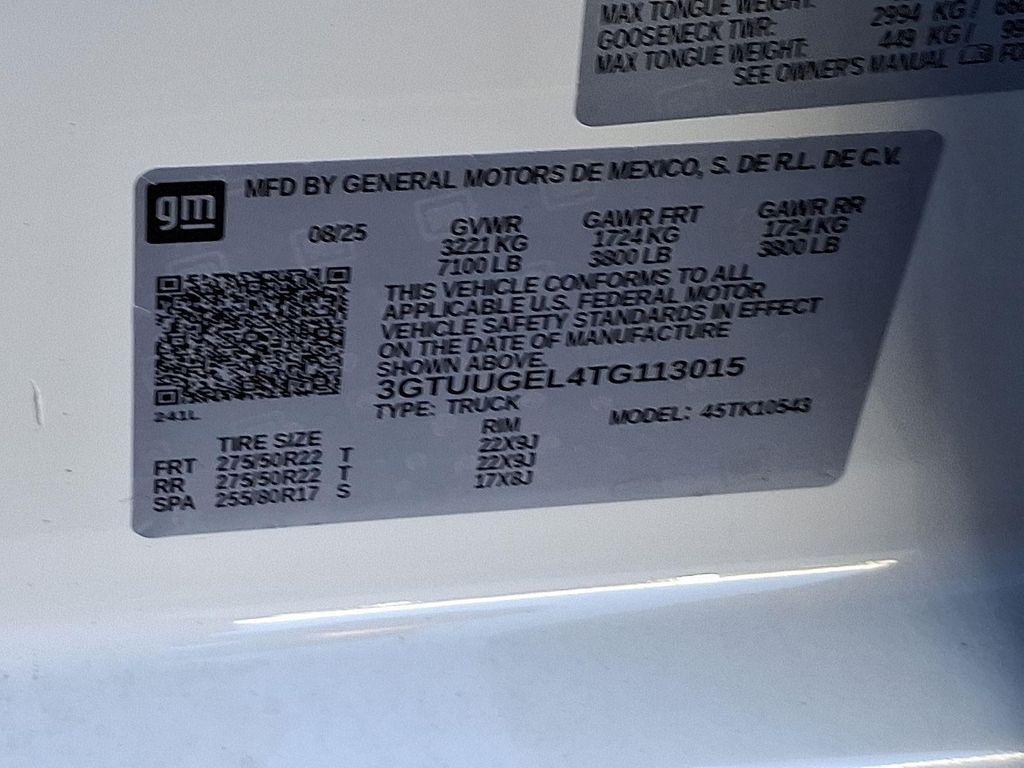 MAX TONGUE WEIGHT:
GOOSENECK TWR: 2994 KG /
MAX TONGUE WEIGHT: 449 KG /
SEE OWNER'S MANUAL
gm
MFD BY GENERAL MOTORS DE MEXICO, S. DE R.L. DE C.V.
08/25 GVWR GAWR FRT GAWR RR
3221 KG 1724 KG 1724 KG
7100 LB 3800 LB 3800 LB
THIS VEHICLE CONFORMS TO ALL
APPLICABLE U.S. FEDERAL MOTOR
VEHICLE SAFETY STANDARDS IN EFFECT
ON THE DATE OF MANUFACTURE
SHOWN ABOVE.
3GTUUGEL4TG113015
241L
TYPE: TRUCK MODEL: 45TK10543
TIRE SIZE RIM
FRT 275/50R22 T 22X9J
RR 275/50R22 T 22X9J
SPA 255/80R17 S 17X8J